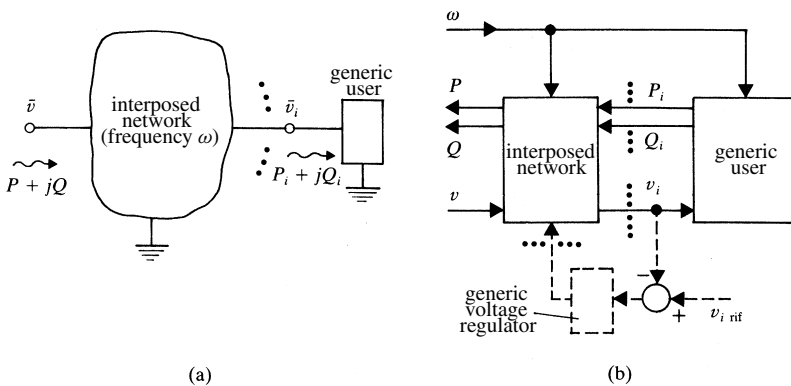 v̄
interposed
network
(frequency ω)
P + jQ
v̄i
generic
user
Pi + jQi
(a)
ω
P
Q
v
interposed
network
Pi
Qi
vi
generic
user
generic
voltage
regulator
−
+
vi rif
(b)